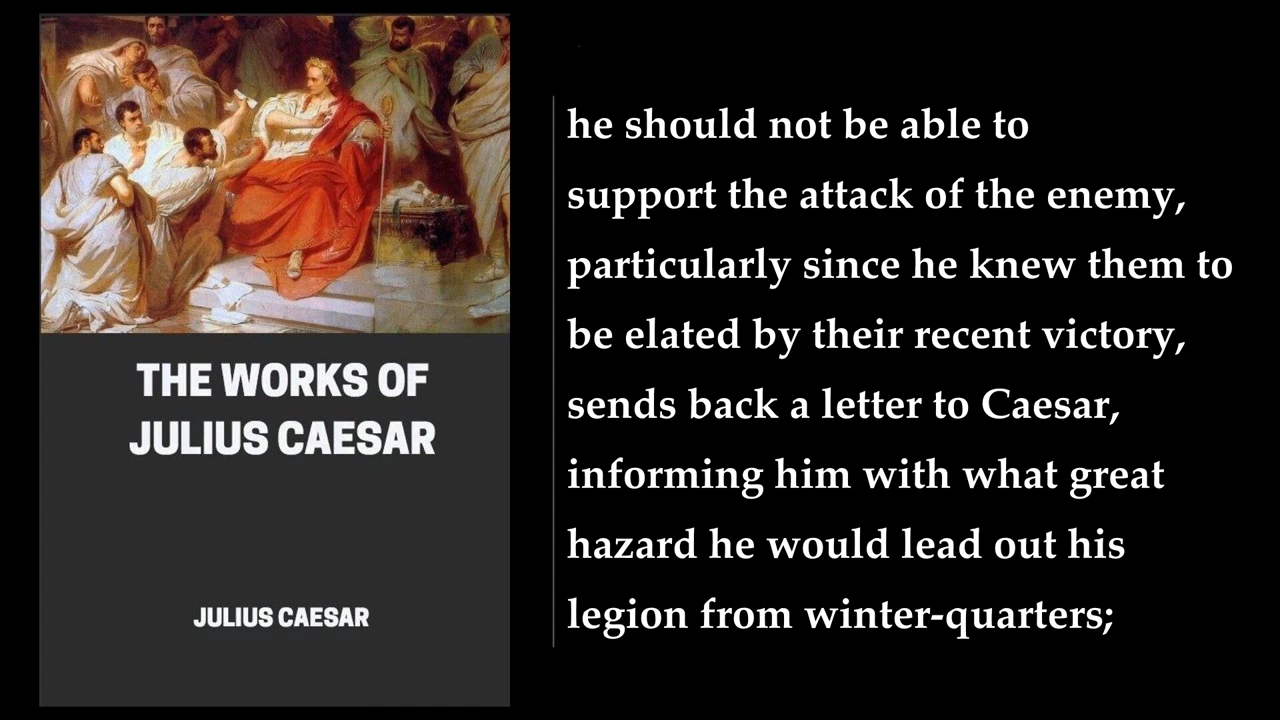 THE WORKS OF
JULIUS CAESAR
JULIUS CAESAR
he should not be able to
support the attack of the enemy,
particularly since he knew them to
be elated by their recent victory,
sends back a letter to Caesar,
informing him with what great
hazard he would lead out his
legion from winter-quarters;